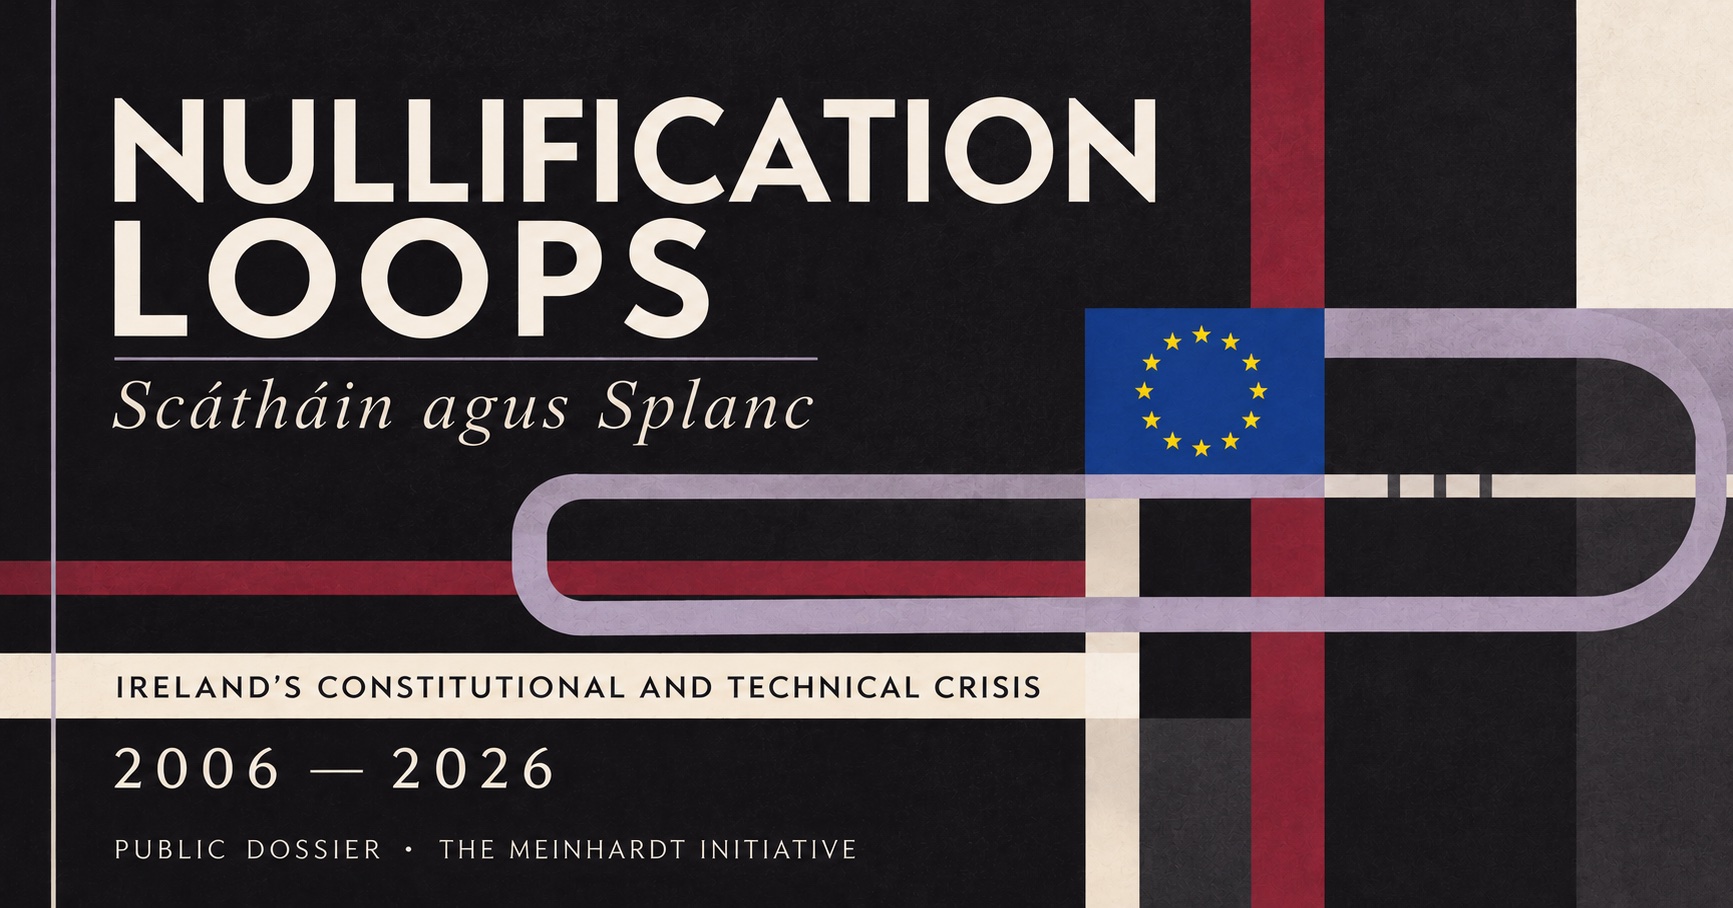 NULLIFICATION
LOOPS
Scátháin agus Splanc
IRELAND’S CONSTITUTIONAL AND TECHNICAL CRISIS
2006 — 2026
PUBLIC DOSSIER • THE MEINHARDT INITIATIVE